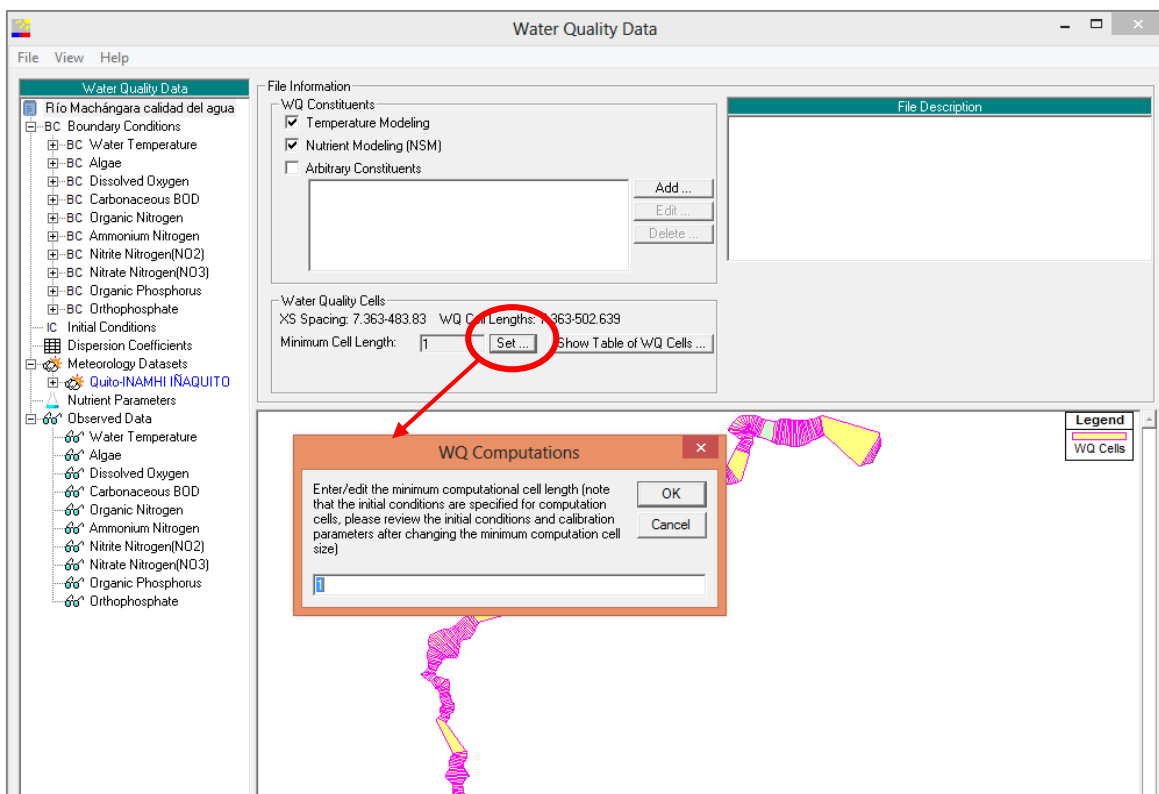 Water Quality Data
File View Help
Water Quality Data
Río Machángara calidad del agua
BC Boundary Conditions
BC Water Temperature
BC Algae
BC Dissolved Oxygen
BC Carbonaceous BOD
BC Organic Nitrogen
BC Ammonium Nitrogen
BC Nitrite Nitrogen(NO2)
BC Nitrate Nitrogen(NO3)
BC Organic Phosphorus
BC Orthophosphate
IC Initial Conditions
Dispersion Coefficients
Meteorology Datasets
Quito-INAMHI IÑAQUITO
Nutrient Parameters
Observed Data
Water Temperature
Algae
Dissolved Oxygen
Carbonaceous BOD
Organic Nitrogen
Ammonium Nitrogen
Nitrite Nitrogen(NO2)
Nitrate Nitrogen(NO3)
Organic Phosphorus
Orthophosphate
File Information
WQ Constituents
Temperature Modeling
Nutrient Modeling (NSM)
Arbitrary Constituents
Add ...
Edit ...
Delete ...
File Description
Water Quality Cells
XS Spacing: 7.363-483.83 WQ Cell Lengths: 7.363-502.639
Minimum Cell Length: 1 Set ... Show Table of WQ Cells ...
Legend
WQ Cells
WQ Computations
Enter/edit the minimum computational cell length (note
that the initial conditions are specified for computation
cells, please review the initial conditions and calibration
parameters after changing the minimum computation cell
size)
OK
Cancel
1